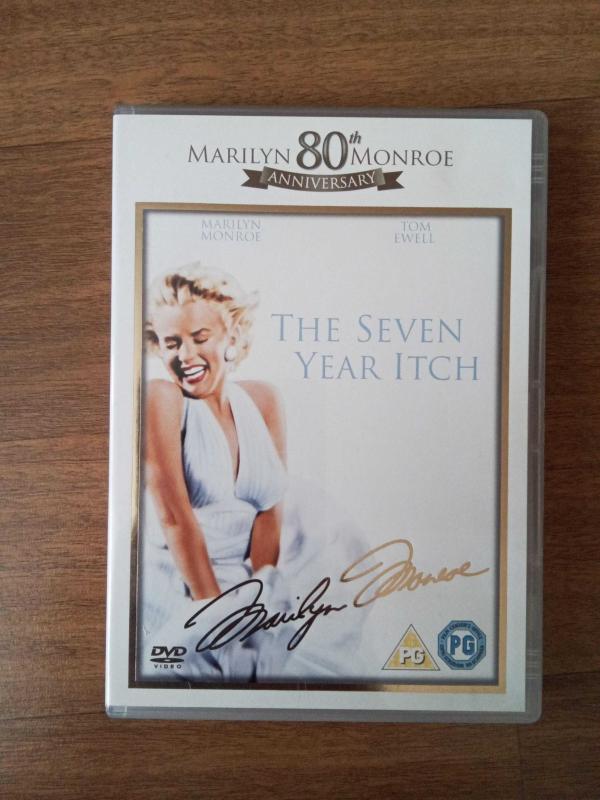 MARILYN 80th MONROE
ANNIVERSARY
MARILYN
MONROE
TOM
EWELL
THE SEVEN
YEAR ITCH
Marilyn Monroe
DVD
VIDEO
PG
PG